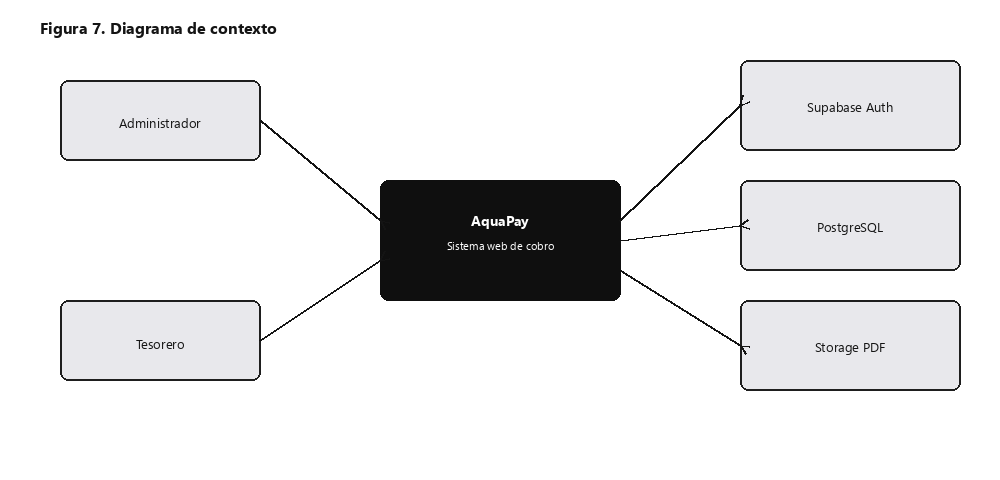 Figura 7. Diagrama de contexto
Administrador
Tesorero
AquaPay
Sistema web de cobro
Supabase Auth
PostgreSQL
Storage PDF